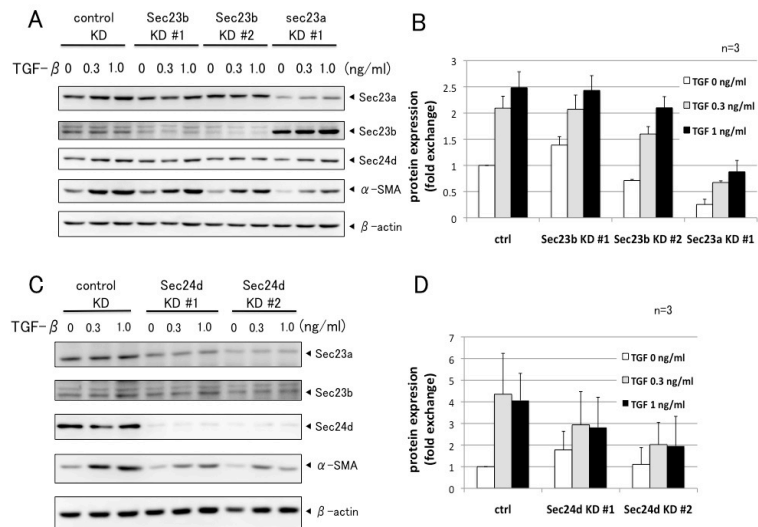 A
control KD
Sec23b KD #1
Sec23b KD #2
sec23a KD #1
TGF-β 0 0.3 1.0 0 0.3 1.0 0 0.3 1.0 0 0.3 1.0 (ng/ml)
Sec23a
Sec23b
Sec24d
α-SMA
β-actin
B
n=3
protein expression
(fold exchange)
3
2.5
2
1.5
1
0.5
0
TGF 0 ng/ml
TGF 0.3 ng/ml
TGF 1 ng/ml
ctrl Sec23b KD #1 Sec23b KD #2 Sec23a KD #1
C
control KD
Sec24d KD #1
Sec24d KD #2
TGF-β 0 0.3 1.0 0 0.3 1.0 0 0.3 1.0 (ng/ml)
Sec23a
Sec23b
Sec24d
α-SMA
β-actin
D
n=3
protein expresion
(fold exchange)
7
6
5
4
3
2
1
0
TGF 0 ng/ml
TGF 0.3 ng/ml
TGF 1 ng/ml
ctrl Sec24d KD #1 Sec24d KD #2